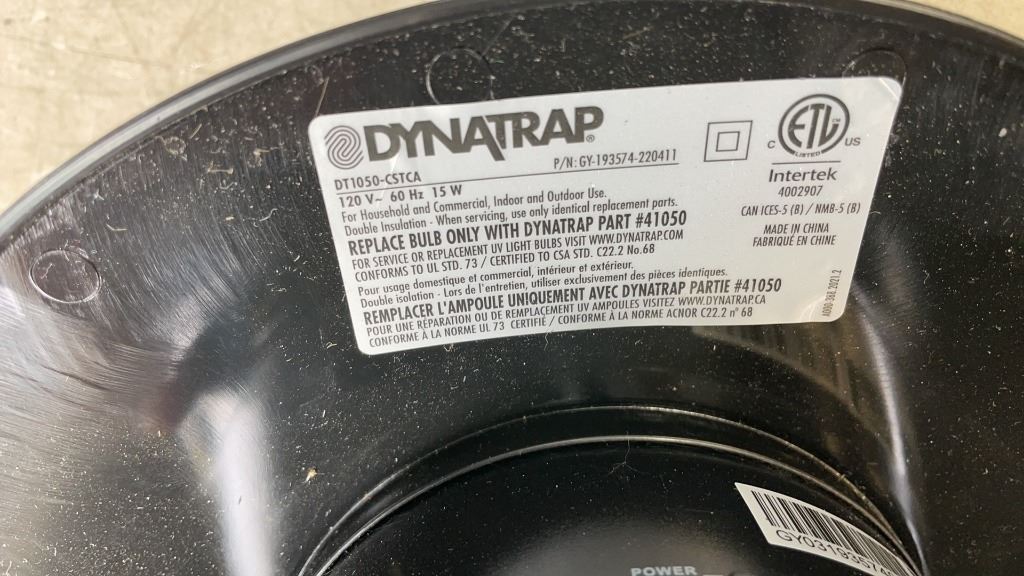 DYNATRAP®
P/N: GY-193574-220411
DT1050-CSTCA
120 V~ 60 Hz 15 W
For Household and Commercial, Indoor and Outdoor Use.
Double Insulation - When servicing, use only identical replacement parts.
REPLACE BULB ONLY WITH DYNATRAP PART #41050
FOR SERVICE OR REPLACEMENT UV LIGHT BULBS VISIT WWW.DYNATRAP.COM
CONFORMS TO UL STD. 73 / CERTIFIED TO CSA STD. C22.2 No.68
Pour usage domestique et commercial, intérieur et extérieur.
Double isolation - Lors de l'entretien, utiliser exclusivement des pièces identiques.
REMPLACER L'AMPOULE UNIQUEMENT AVEC DYNATRAP PARTIE #41050
POUR UNE RÉPARATION OU DE REMPLACEMENT UV AMPOULES VISITEZ WWW.DYNATRAP.CA
CONFORME À LA NORME UL 73 CERTIFIÉ / CONFORME À LA NORME ACNOR C22.2 n° 68
ETL
LISTED
C US
Intertek
4002907
CAN ICES-5 (B) / NMB-5 (B)
MADE IN CHINA
FABRIQUÉ EN CHINE
POWER